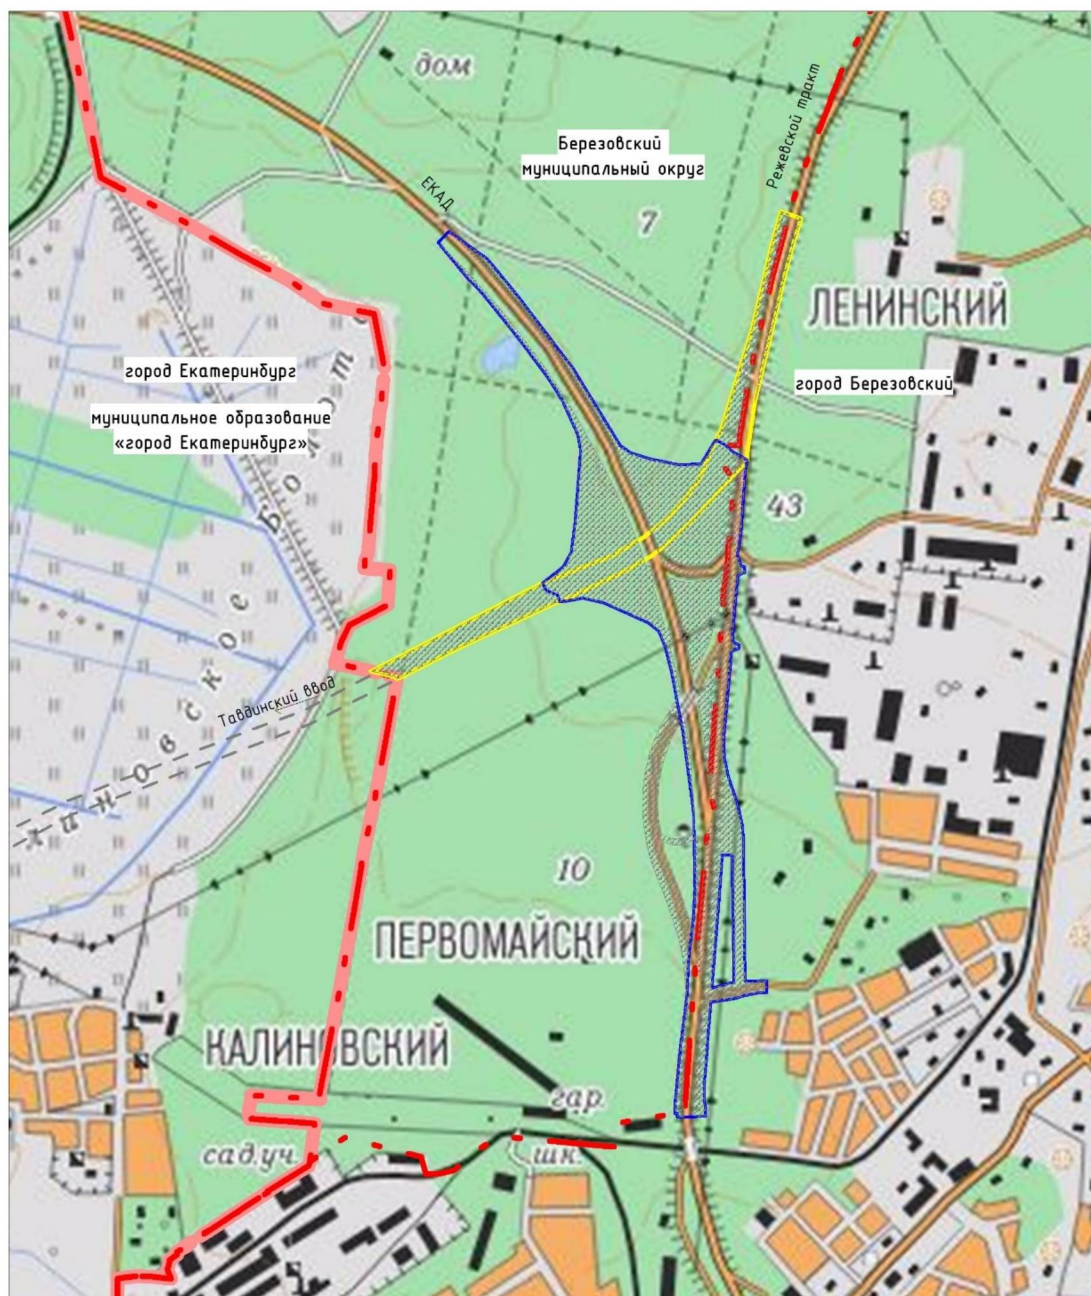 дом
Режевской тракт
Березовский
муниципальный округ
ЕКАД
7
ЛЕНИНСКИЙ
город Екатеринбург
муниципальное образование
«город Екатеринбург»
город Березовский
43
болото
Тавдинский ввод
10
ПЕРВОМАЙСКИЙ
КАЛИНОВСКИЙ
гар.
сад.уч.
шк.